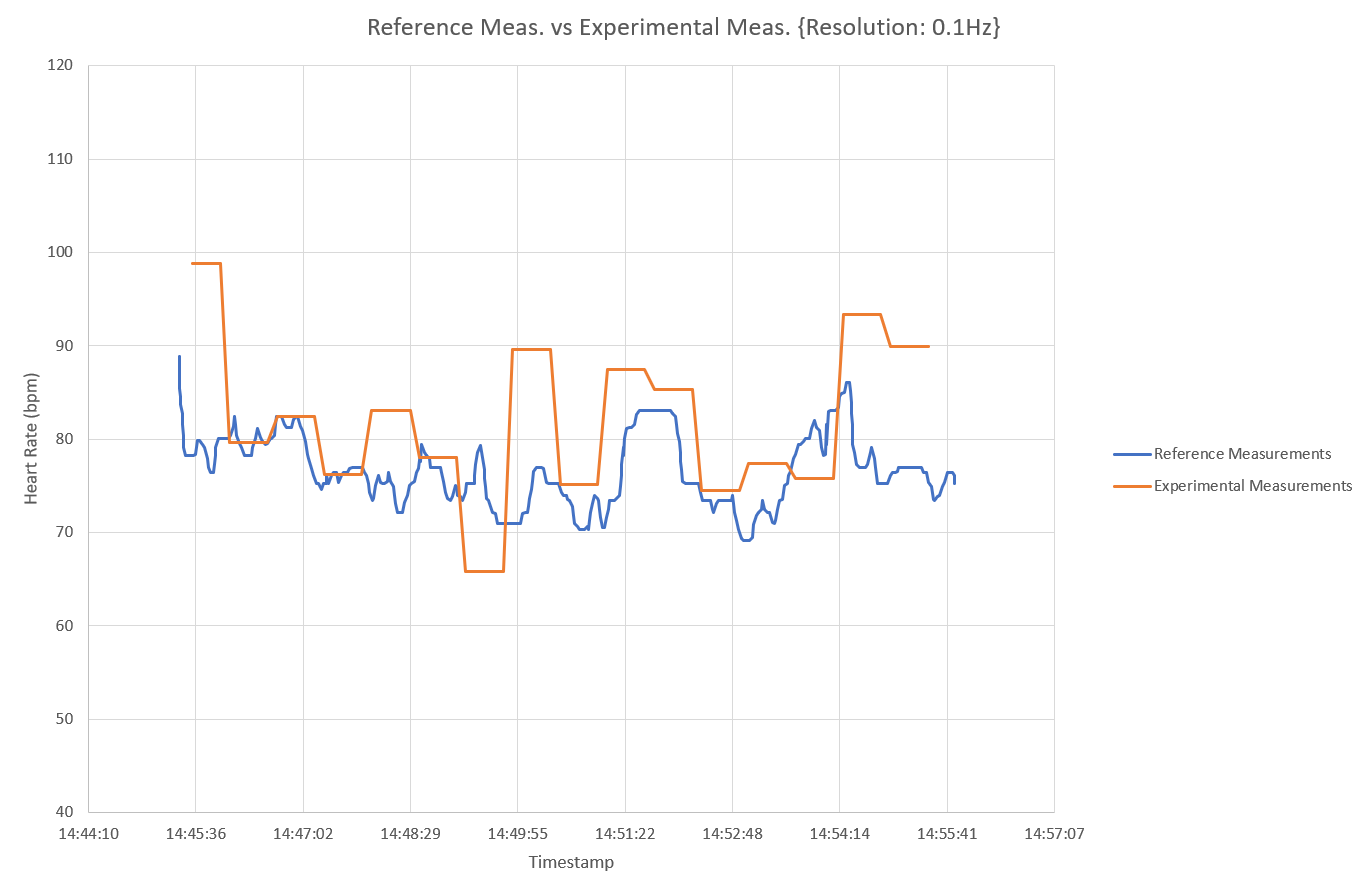 Reference Meas. vs Experimental Meas. {Resolution: 0.1Hz}
120
110
100
90
80
70
60
50
40
Heart Rate (bpm)
14:44:10 14:45:36 14:47:02 14:48:29 14:49:55 14:51:22 14:52:48 14:54:14 14:55:41 14:57:07
Timestamp
Reference Measurements
Experimental Measurements